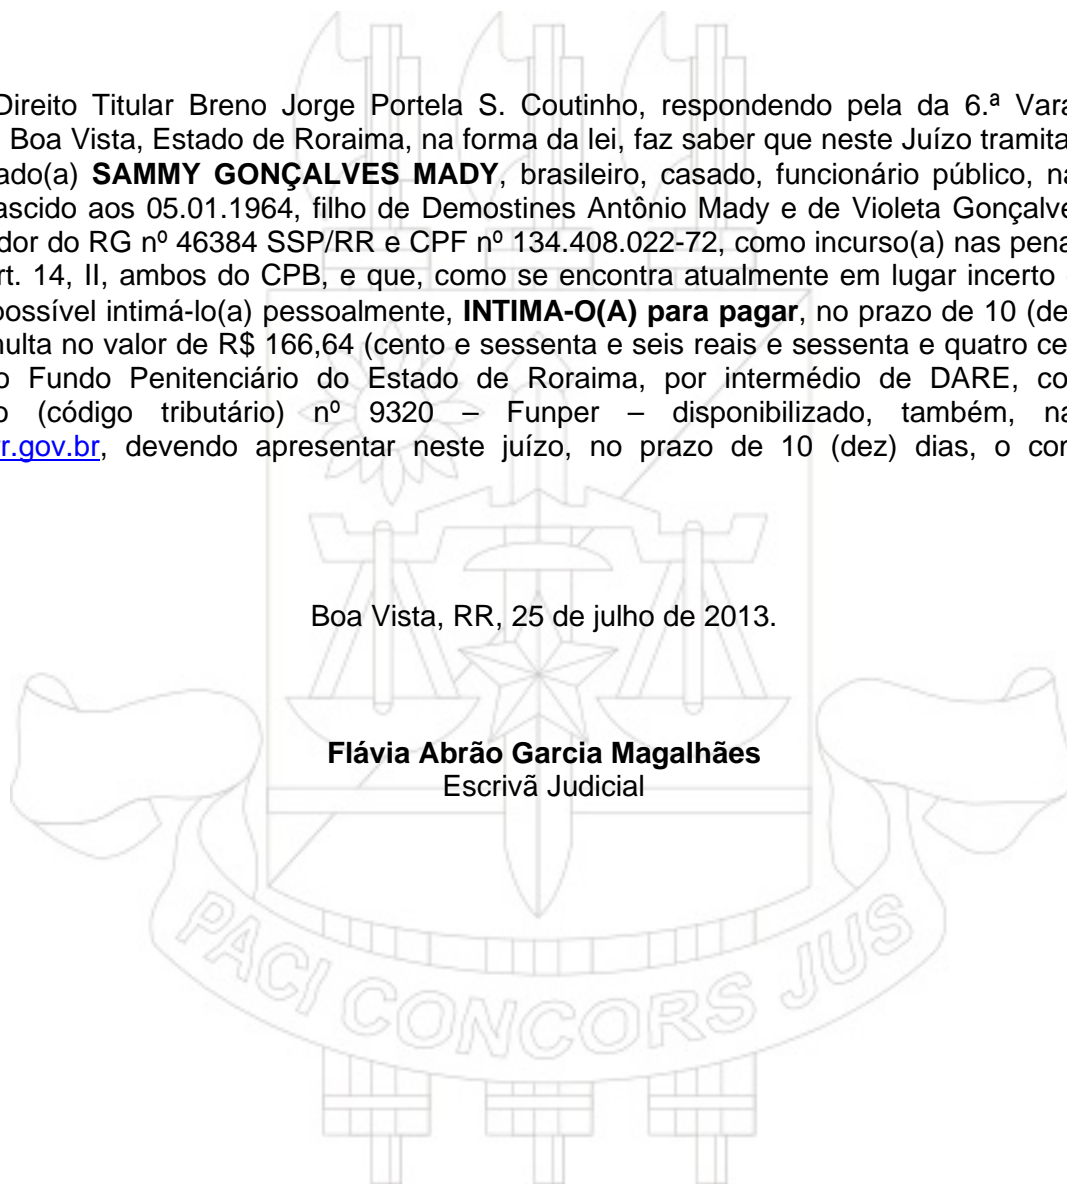 Direito Titular Breno Jorge Portela S. Coutinho, respondendo pela da 6.ª Vara
Boa Vista, Estado de Roraima, na forma da lei, faz saber que neste Juízo tramita
ado(a) SAMMY GONÇALVES MADY, brasileiro, casado, funcionário público, na
ascido aos 05.01.1964, filho de Demostines Antônio Mady e de Violeta Gonçalve
dor do RG nº 46384 SSP/RR e CPF nº 134.408.022-72, como incurso(a) nas pena
rt. 14, II, ambos do CPB, e que, como se encontra atualmente em lugar incerto
possível intimá-lo(a) pessoalmente, INTIMA-O(A) para pagar, no prazo de 10 (de
nulta no valor de R$ 166,64 (cento e sessenta e seis reais e sessenta e quatro ce
o Fundo Penitenciário do Estado de Roraima, por intermédio de DARE, co
o (código tributário) nº 9320 – Funper – disponibilizado, também, na
r.gov.br, devendo apresentar neste juízo, no prazo de 10 (dez) dias, o con
Boa Vista, RR, 25 de julho de 2013.
Flávia Abrão Garcia Magalhães
Escrivã Judicial
PACI CONCORS JUS